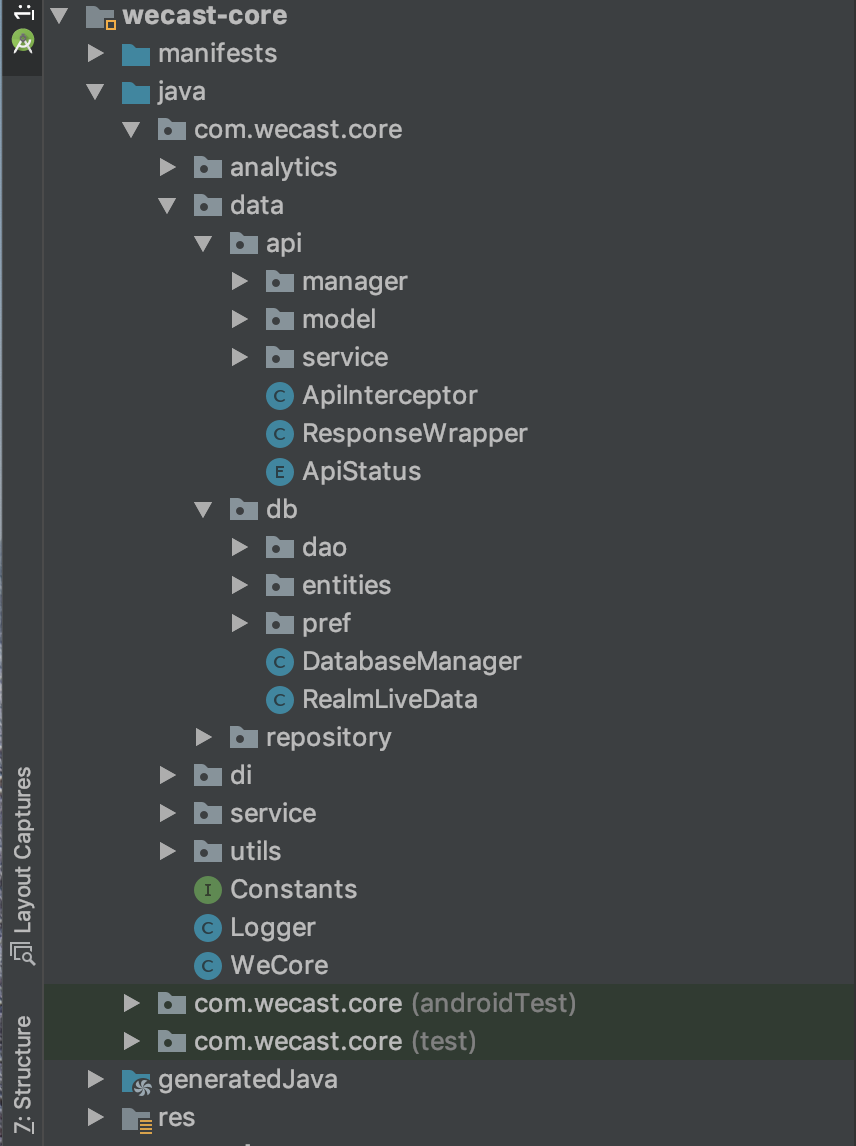 1:
wecast-core
manifests
java
com.wecast.core
analytics
data
api
manager
model
service
C ApiInterceptor
C ResponseWrapper
E ApiStatus
db
dao
entities
pref
C DatabaseManager
C RealmLiveData
repository
di
service
utils
I Constants
C Logger
C WeCore
com.wecast.core (androidTest)
com.wecast.core (test)
generatedJava
res
Layout Captures
Z: Structure